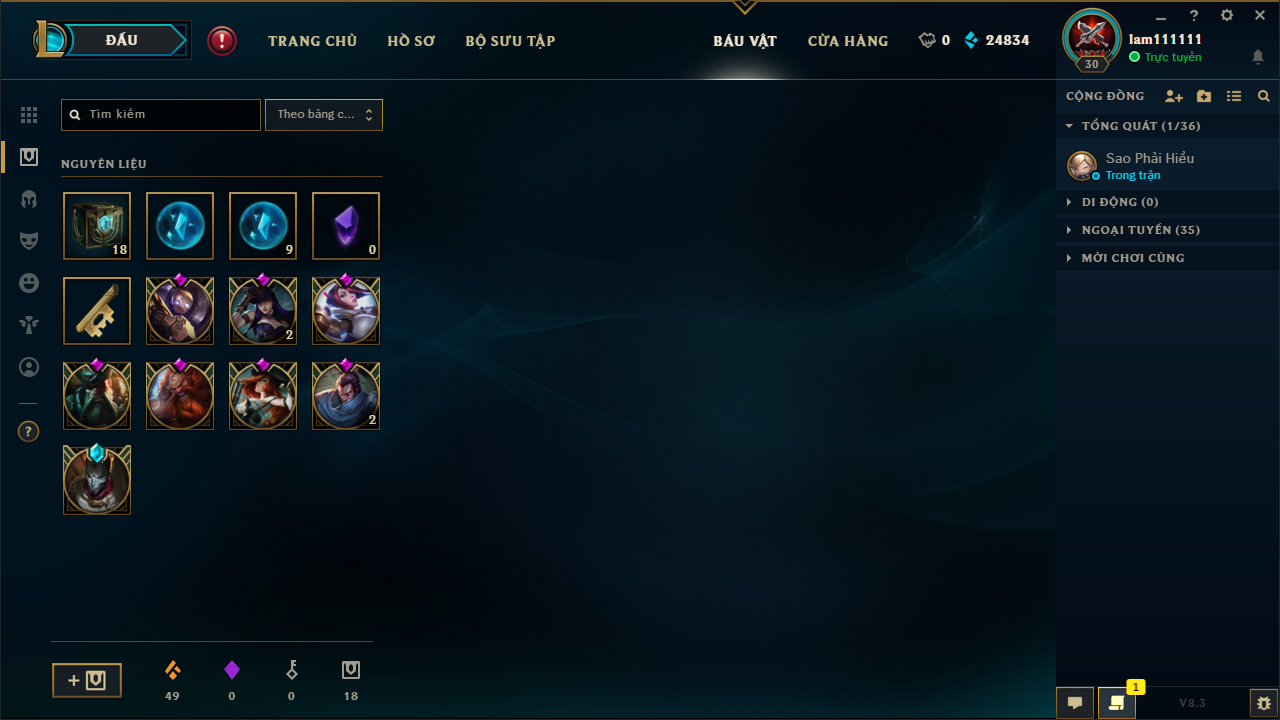 ĐẤU
TRANG CHỦ
HỒ SƠ
BỘ SƯU TẬP
BÁU VẬT
CỬA HÀNG
0
24834
30
lam111111
Trực tuyến
Tìm kiếm
Theo bảng c...
NGUYÊN LIỆU
18
9
0
2
2
+
49
0
0
18
CỘNG ĐỒNG
TỔNG QUÁT (1/36)
Sao Phải Hiểu
Trong trận
DI ĐỘNG (0)
NGOẠI TUYẾN (35)
MỚI CHƠI CÙNG
1
V8.3